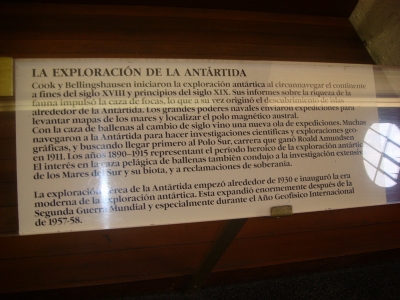 LA EXPLORACIÓN DE LA ANTÁRTIDA
Cook y Bellingshausen iniciaron la exploración antártica al circunnavegar el continente
a fines del siglo XVIII y principios del siglo XIX. Sus informes sobre la riqueza de la
fauna impulsó la caza de focas, lo que a su vez originó el descubrimiento de islas
alrededor de la Antártida. Los grandes poderes navales enviaron expediciones para
levantar mapas de los mares y localizar el polo magnético austral.
Con la caza de ballenas al cambio de siglo vino una nueva ola de expediciones. Muchas
navegaron a la Antártida para hacer investigaciones científicas y exploraciones geo-
gráficas, y buscando llegar primero al Polo Sur, carrera que ganó Roald Amundsen
en 1911. Los años 1890-1915 representan el período heroico de la exploración antártica.
El interés en la caza pelágica de ballenas también condujo a la investigación extensiva
de los Mares del Sur y su biota, y a reclamaciones de soberanía.
La exploración aérea de la Antártida empezó alrededor de 1930 e inauguró la era
moderna de la exploración antártica. Esta expandió enormemente después de la
Segunda Guerra Mundial y especialmente durante el Año Geofísico Internacional
de 1957-58.